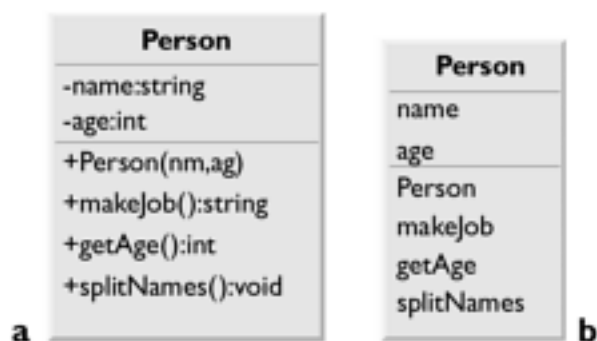 Person
-name:string
-age:int
+Person(nm,ag)
+makeJob():string
+getAge():int
+splitNames():void
a
Person
name
age
Person
makeJob
getAge
splitNames
b